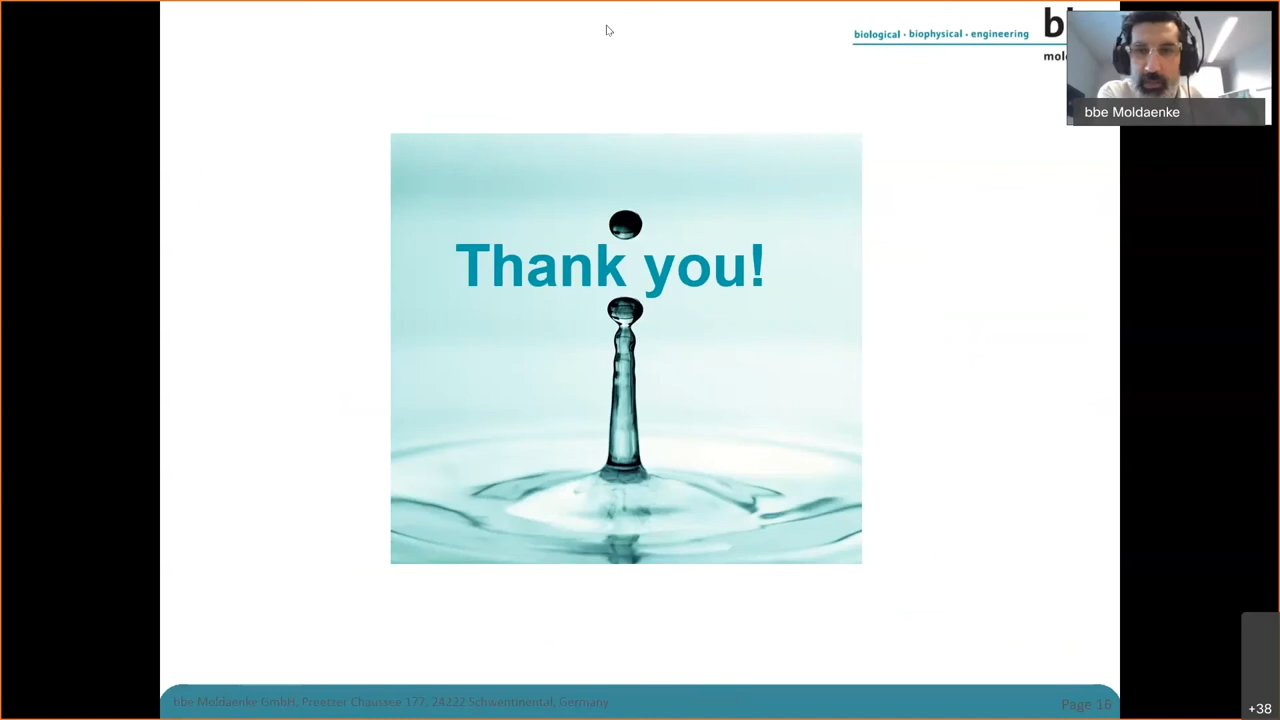 biological · biophysical · engineering
bbe Moldaenke
Thank you!
bbe Moldaenke GmbH, Preetzer Chaussee 177, 24222 Schwentinental, Germany
Page 16
+38